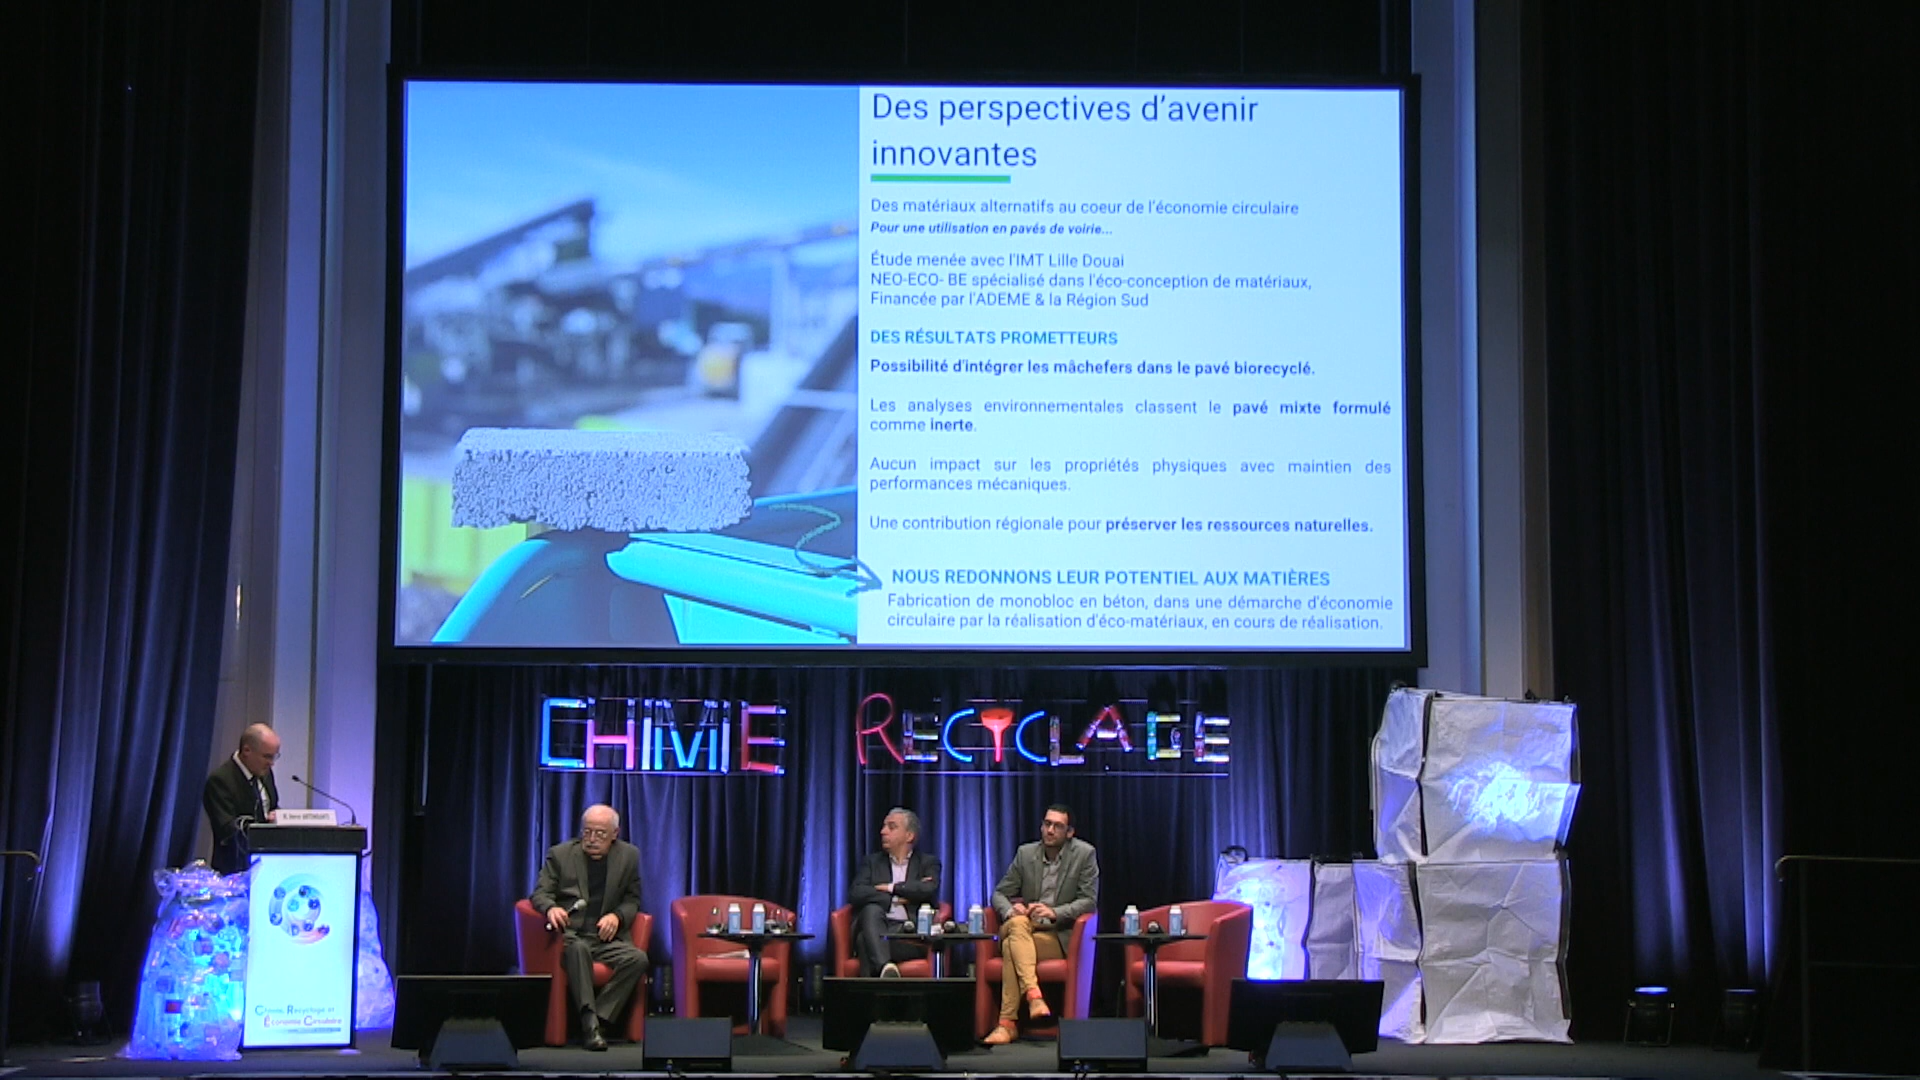 Des perspectives d'avenir
innovantes
Des matériaux alternatifs au coeur de l'économie circulaire
Pour une utilisation en pavés de voirie...
Étude menée avec l'IMT Lille Douai
NEO-ECO- BE spécialisé dans l'éco-conception de matériaux,
Financée par l'ADEME & la Région Sud
DES RÉSULTATS PROMETTEURS
Possibilité d'intégrer les mâchefers dans le pavé biorecyclé.
Les analyses environnementales classent le pavé mixte formulé
comme inerte.
Aucun impact sur les propriétés physiques avec maintien des
performances mécaniques.
Une contribution régionale pour préserver les ressources naturelles.
NOUS REDONNONS LEUR POTENTIEL AUX MATIÈRES
Fabrication de monobloc en béton, dans une démarche d'économie
circulaire par la réalisation d'éco-matériaux, en cours de réalisation.
CHIMIE RECYCLAGE
Chimie, Recyclage et
Économie Circulaire